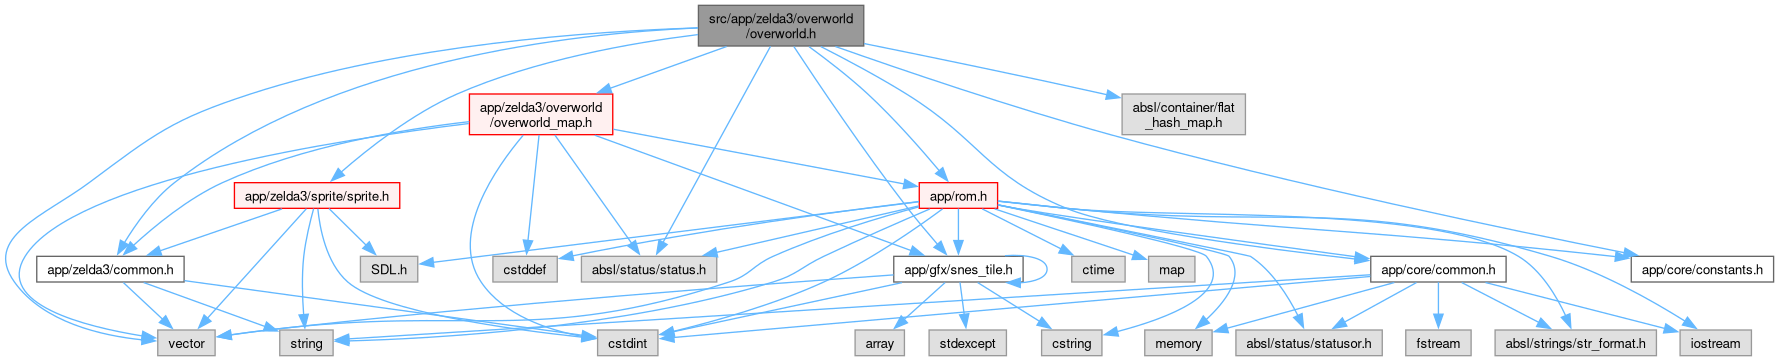 src/app/zelda3/overworld
/overworld.h
app/zelda3/overworld
/overworld_map.h
absl/container/flat
_hash_map.h
app/zelda3/sprite/sprite.h
app/rom.h
app/zelda3/common.h
SDL.h
cstddef
absl/status/status.h
app/gfx/snes_tile.h
ctime
map
app/core/common.h
app/core/constants.h
vector
string
cstdint
array
stdexcept
cstring
memory
absl/status/statusor.h
fstream
absl/strings/str_format.h
iostream